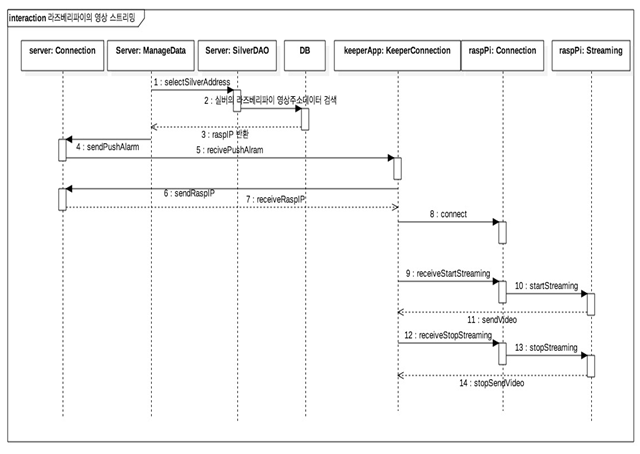 interaction 라즈베리파이의 영상 스트리밍
server: Connection
Server: ManageData
Server: SilverDAO
DB
keeperApp: KeeperConnection
raspPi: Connection
raspPi: Streaming
1 : selectSilverAddress
2 : 실버의 라즈베리파이 영상주소데이터 검색
3 : raspIP 반환
4 : sendPushAlarm
5 : recivePushAlram
6 : sendRaspIP
7 : receiveRaspIP
8 : connect
9 : receiveStartStreaming
10 : startStreaming
11 : sendVideo
12 : receiveStopStreaming
13 : stopStreaming
14 : stopSendVideo